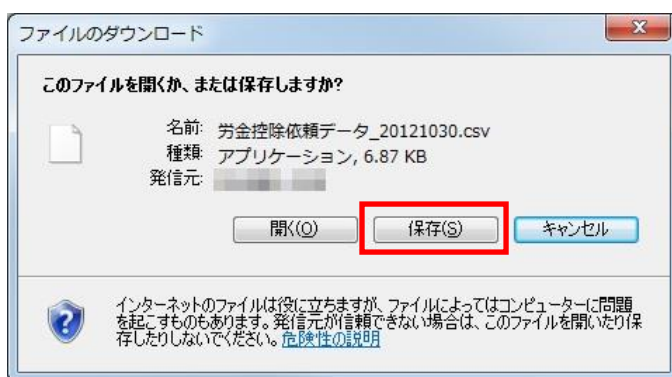 ファイルのダウンロード
このファイルを開くか、または保存しますか?
名前: 労金控除依頼データ_20121030.csv
種類: アプリケーション, 6.87 KB
発信元:
開く(O) 保存(S) キャンセル
インターネットのファイルは役に立ちますが、ファイルによってはコンピューターに問題
を起こすものもあります。発信元が信頼できない場合は、このファイルを開いたり保
存したりしないでください。危険性の説明